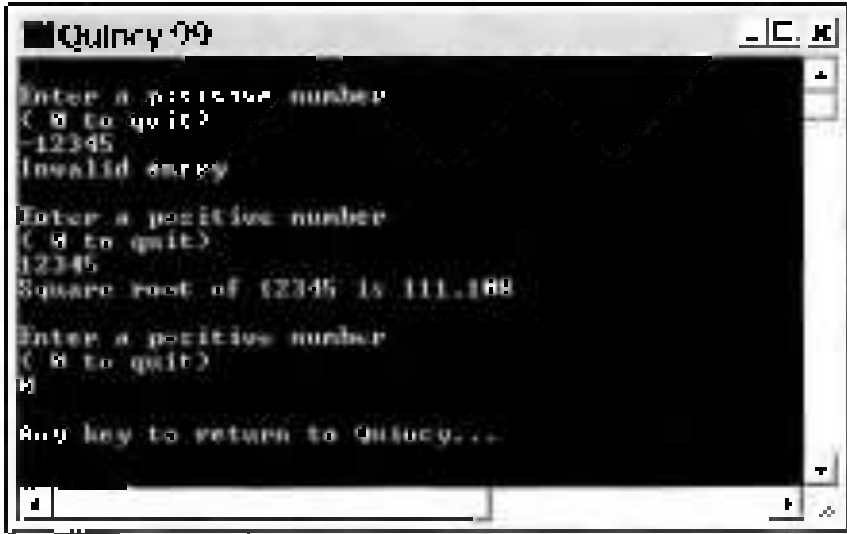 Quincy 99
Enter a positive number
( 0 to quit)
-12345
Invalid entry
Enter a positive number
( 0 to quit)
12345
Square root of 12345 is 111.108
Enter a positive number
( 0 to quit)
0
Any key to return to Quincy...